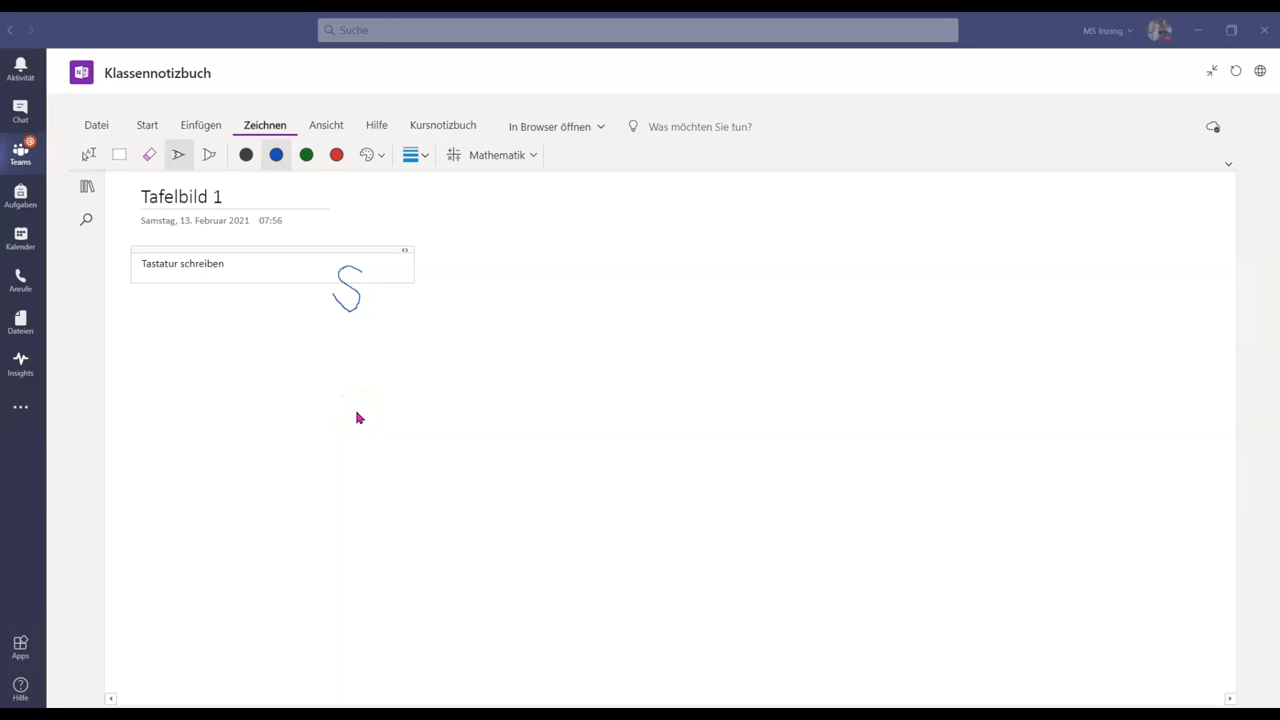 Suche
MS Inzing
Aktivität
Chat
Teams
Aufgaben
Kalender
Anrufe
Dateien
Insights
Apps
Hilfe
Klassennotizbuch
Datei Start Einfügen Zeichnen Ansicht Hilfe Kursnotizbuch In Browser öffnen Was möchten Sie tun?
Mathematik
Tafelbild 1
Samstag, 13. Februar 2021 07:56
Tastatur schreiben
S